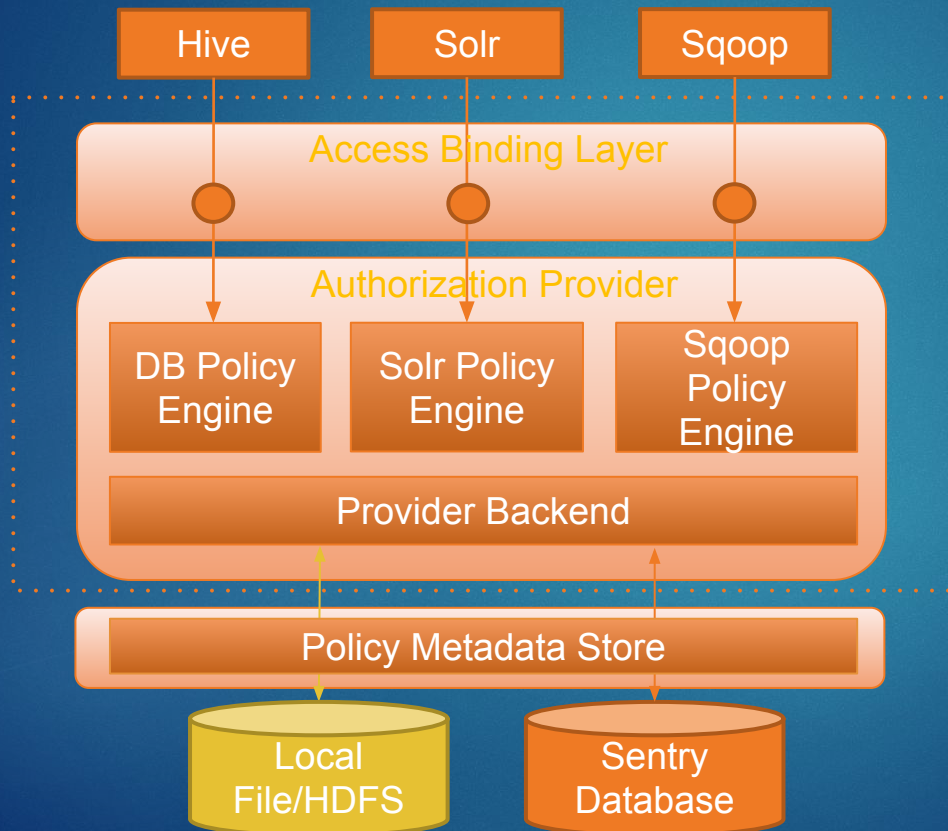 Hive
Solr
Sqoop
Access Binding Layer
Authorization Provider
DB Policy
Engine
Solr Policy
Engine
Sqoop
Policy
Engine
Provider Backend
Policy Metadata Store
Local
File/HDFS
Sentry
Database